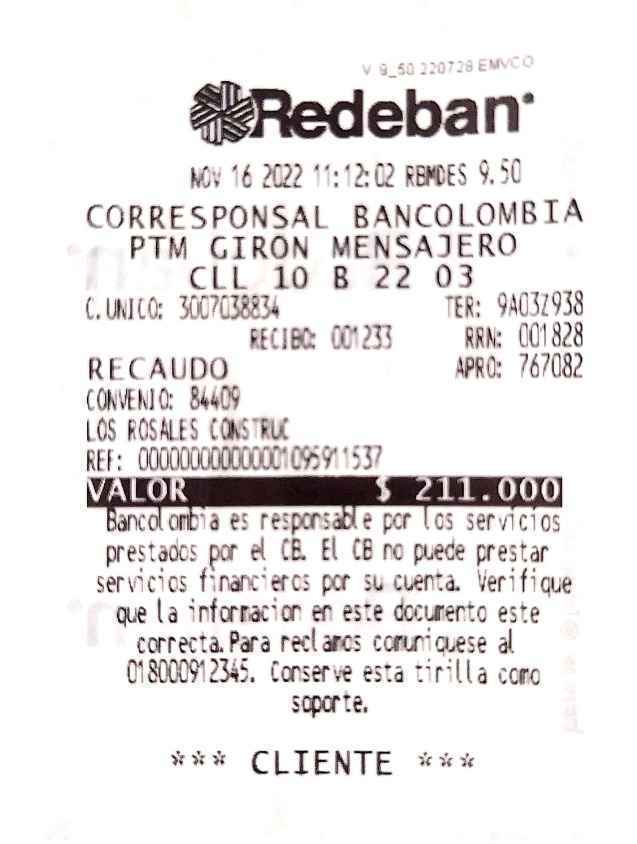 V 9_50 220728 EMVCO
Redeban
NOV 16 2022 11:12:02 RBMDES 9.50
CORRESPONSAL BANCOLOMBIA
PTM GIRON MENSAJERO
CLL 10 B 22 03
C.UNICO: 3007038834 TER: 9A03Z938
RECIBO: 001233 RRN: 001828
RECAUDO APRO: 767082
CONVENIO: 84409
LOS ROSALES CONSTRUC
REF: 00000000000001095911537
VALOR $ 211.000
Bancolombia es responsable por los servicios
prestados por el CB. El CB no puede prestar
servicios financieros por su cuenta. Verifique
que la informacion en este documento este
correcta.Para reclamos comuniquese al
018000912345. Conserve esta tirilla como
soporte.
*** CLIENTE ***